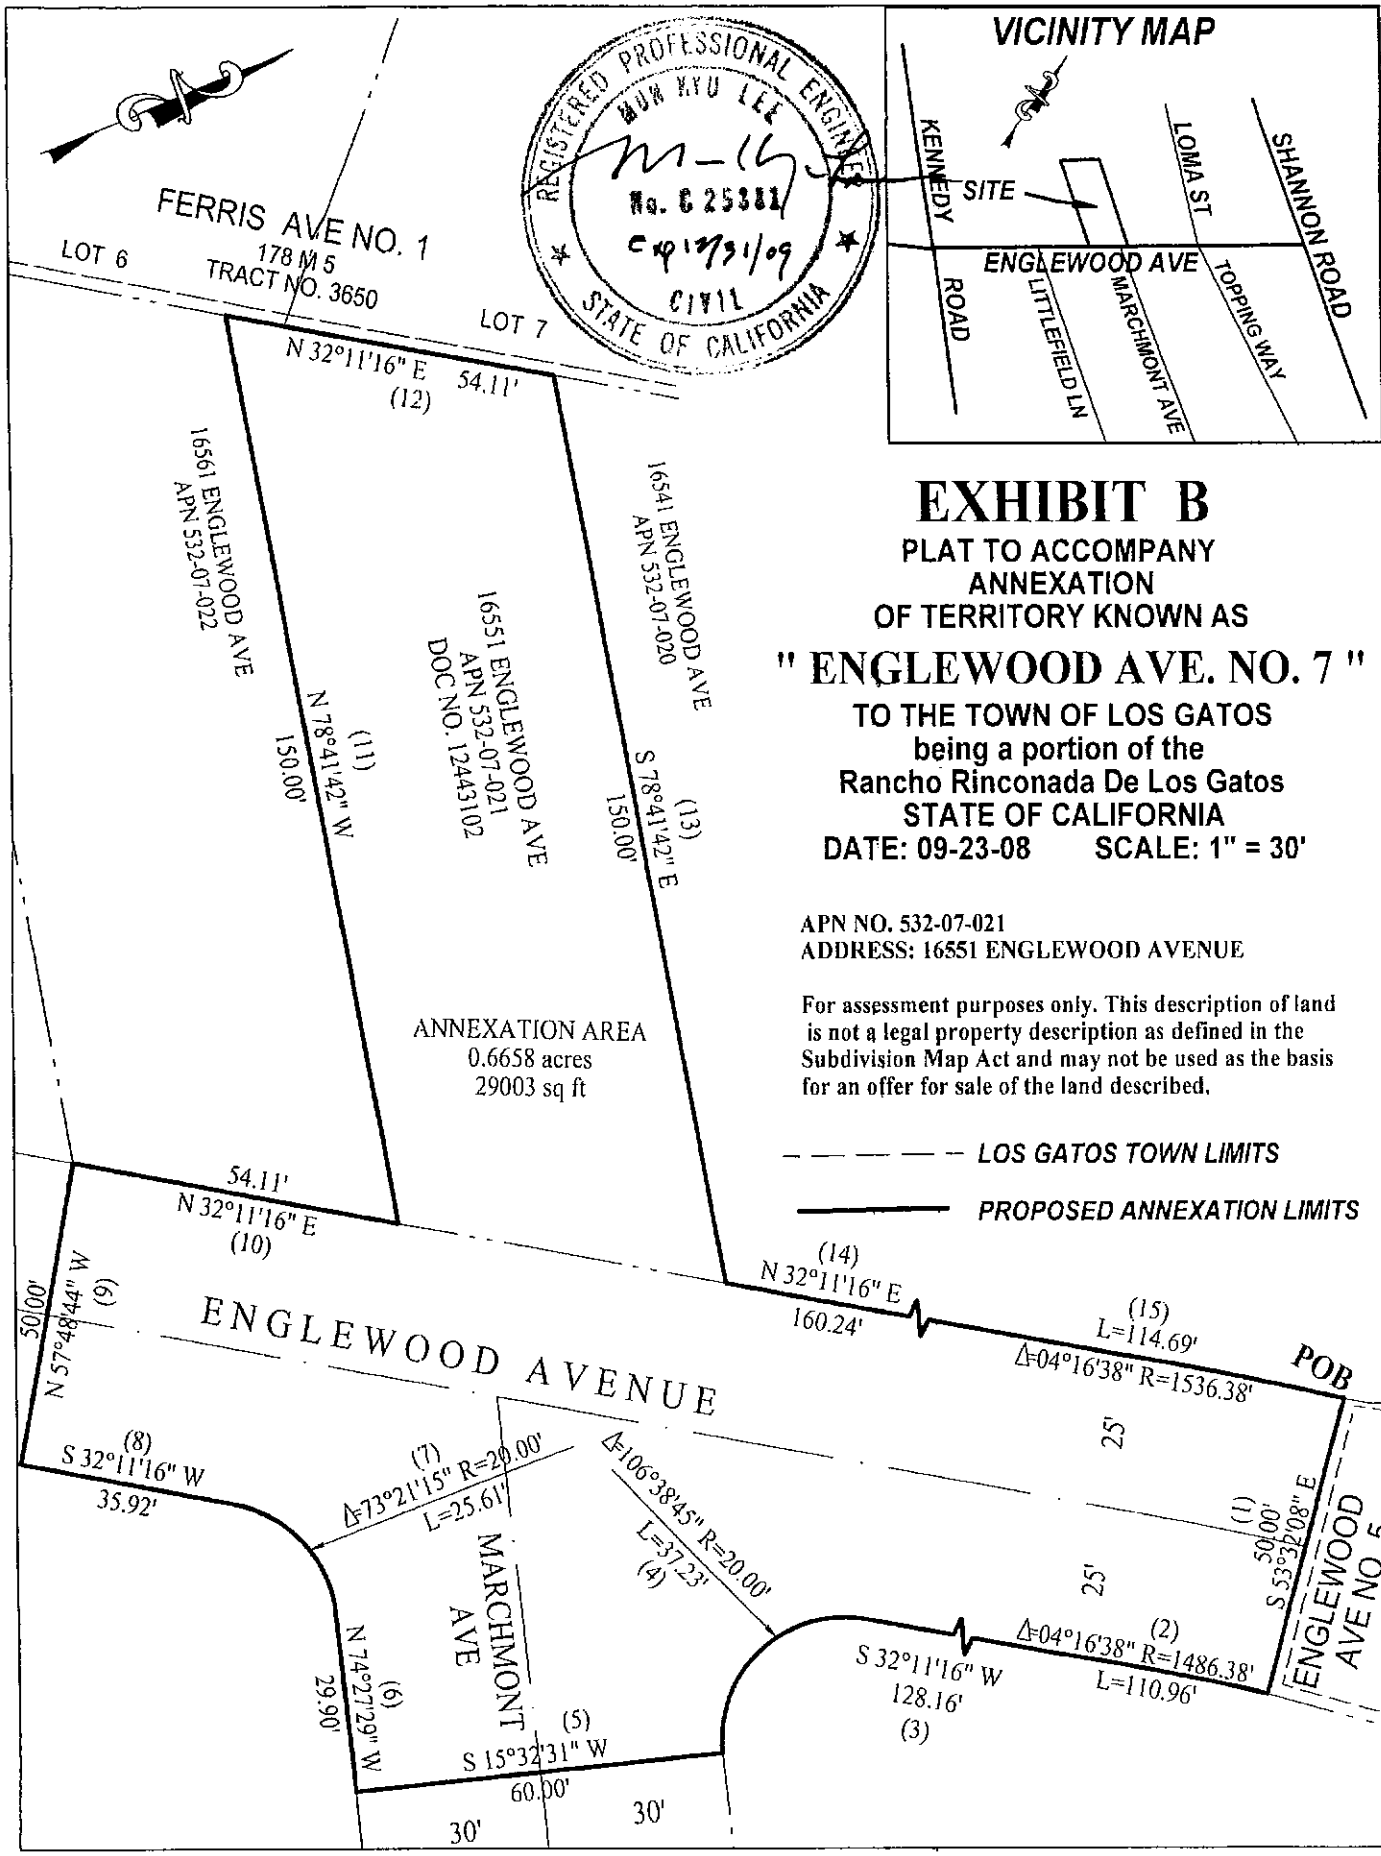 VICINITY MAP
KENNEDY
ROAD
SITE
LOMA ST
SHANNON ROAD
ENGLEWOOD AVE
LITTLEFIELD LN
MARCHMONT AVE
TOPPING WAY
REGISTERED PROFESSIONAL ENGINEER
MUN KYU LEE
No. C 25381
Exp 12/31/09
CIVIL
STATE OF CALIFORNIA
FERRIS AVE NO. 1
178 M 5
TRACT NO. 3650
LOT 6
LOT 7
N 32°11'16" E 54.11'
(12)
16561 ENGLEWOOD AVE
APN 532-07-022
16551 ENGLEWOOD AVE
APN 532-07-021
DOC NO. 12443102
16541 ENGLEWOOD AVE
APN 532-07-020
(11)
N 78°41'42" W
150.00'
(13)
S 78°41'42" E
150.00'
EXHIBIT B
PLAT TO ACCOMPANY
ANNEXATION
OF TERRITORY KNOWN AS
" ENGLEWOOD AVE. NO. 7 "
TO THE TOWN OF LOS GATOS
being a portion of the
Rancho Rinconada De Los Gatos
STATE OF CALIFORNIA
DATE: 09-23-08 SCALE: 1" = 30'
APN NO. 532-07-021
ADDRESS: 16551 ENGLEWOOD AVENUE
For assessment purposes only. This description of land
is not a legal property description as defined in the
Subdivision Map Act and may not be used as the basis
for an offer for sale of the land described.
LOS GATOS TOWN LIMITS
PROPOSED ANNEXATION LIMITS
ANNEXATION AREA
0.6658 acres
29003 sq ft
54.11'
N 32°11'16" E
(10)
50.00'
N 57°48'44" W
(9)
(8)
S 32°11'16" W
35.92'
ENGLEWOOD AVENUE
(14)
N 32°11'16" E
160.24'
(15)
L=114.69'
Δ=04°16'38" R=1536.38'
POB
25'
25'
(1)
50.00'
S 53°32'08" E
ENGLEWOOD
AVE NO. 5
(7)
Δ=73°21'15" R=20.00'
L=25.61'
Δ=106°38'45" R=20.00'
L=37.23'
(4)
MARCHMONT
AVE
(6)
N 74°27'29" W
29.90'
(5)
S 15°32'31" W
60.00'
30'
30'
S 32°11'16" W
128.16'
(3)
(2)
Δ=04°16'38" R=1486.38'
L=110.96'